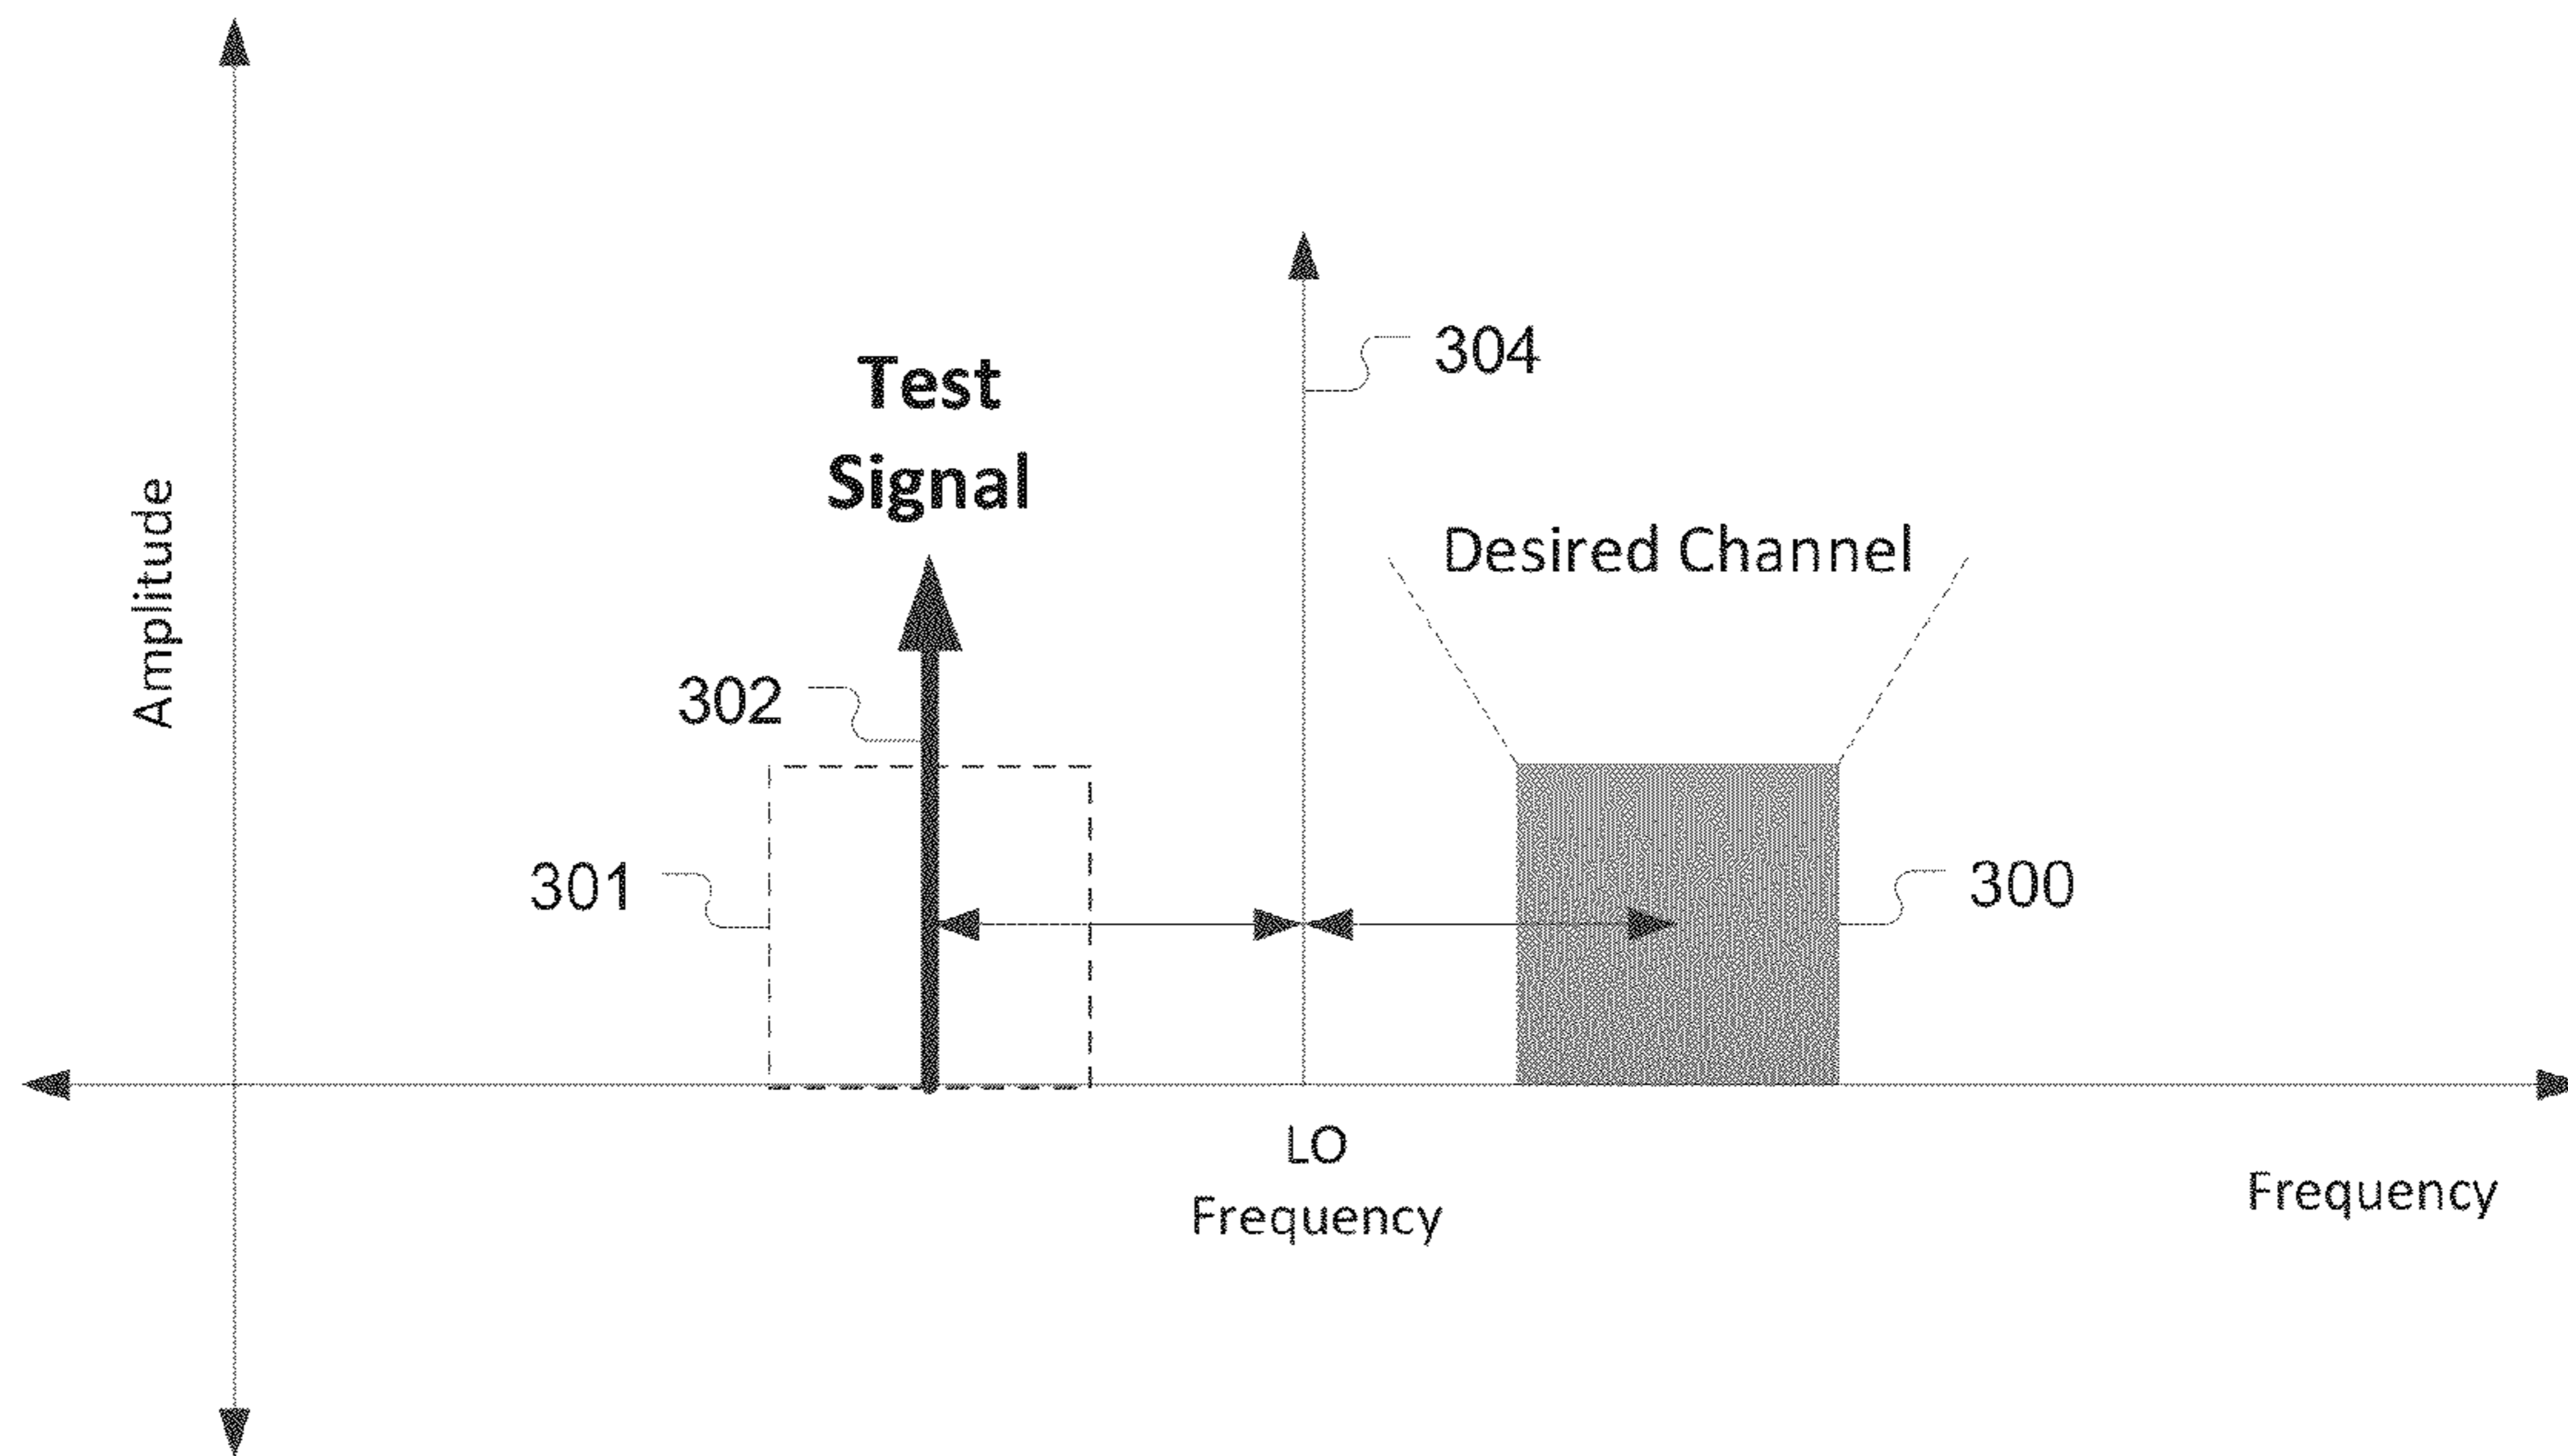 304
Test
Signal
Desired Channel
Amplitude
302
301
300
LO
Frequency
Frequency